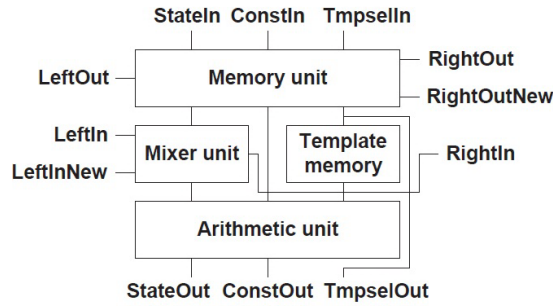 StateIn ConstIn TmpselIn
LeftOut
Memory unit
RightOut
RightOutNew
LeftIn
LeftInNew
Mixer unit
Template
memory
RightIn
Arithmetic unit
StateOut ConstOut TmpselOut